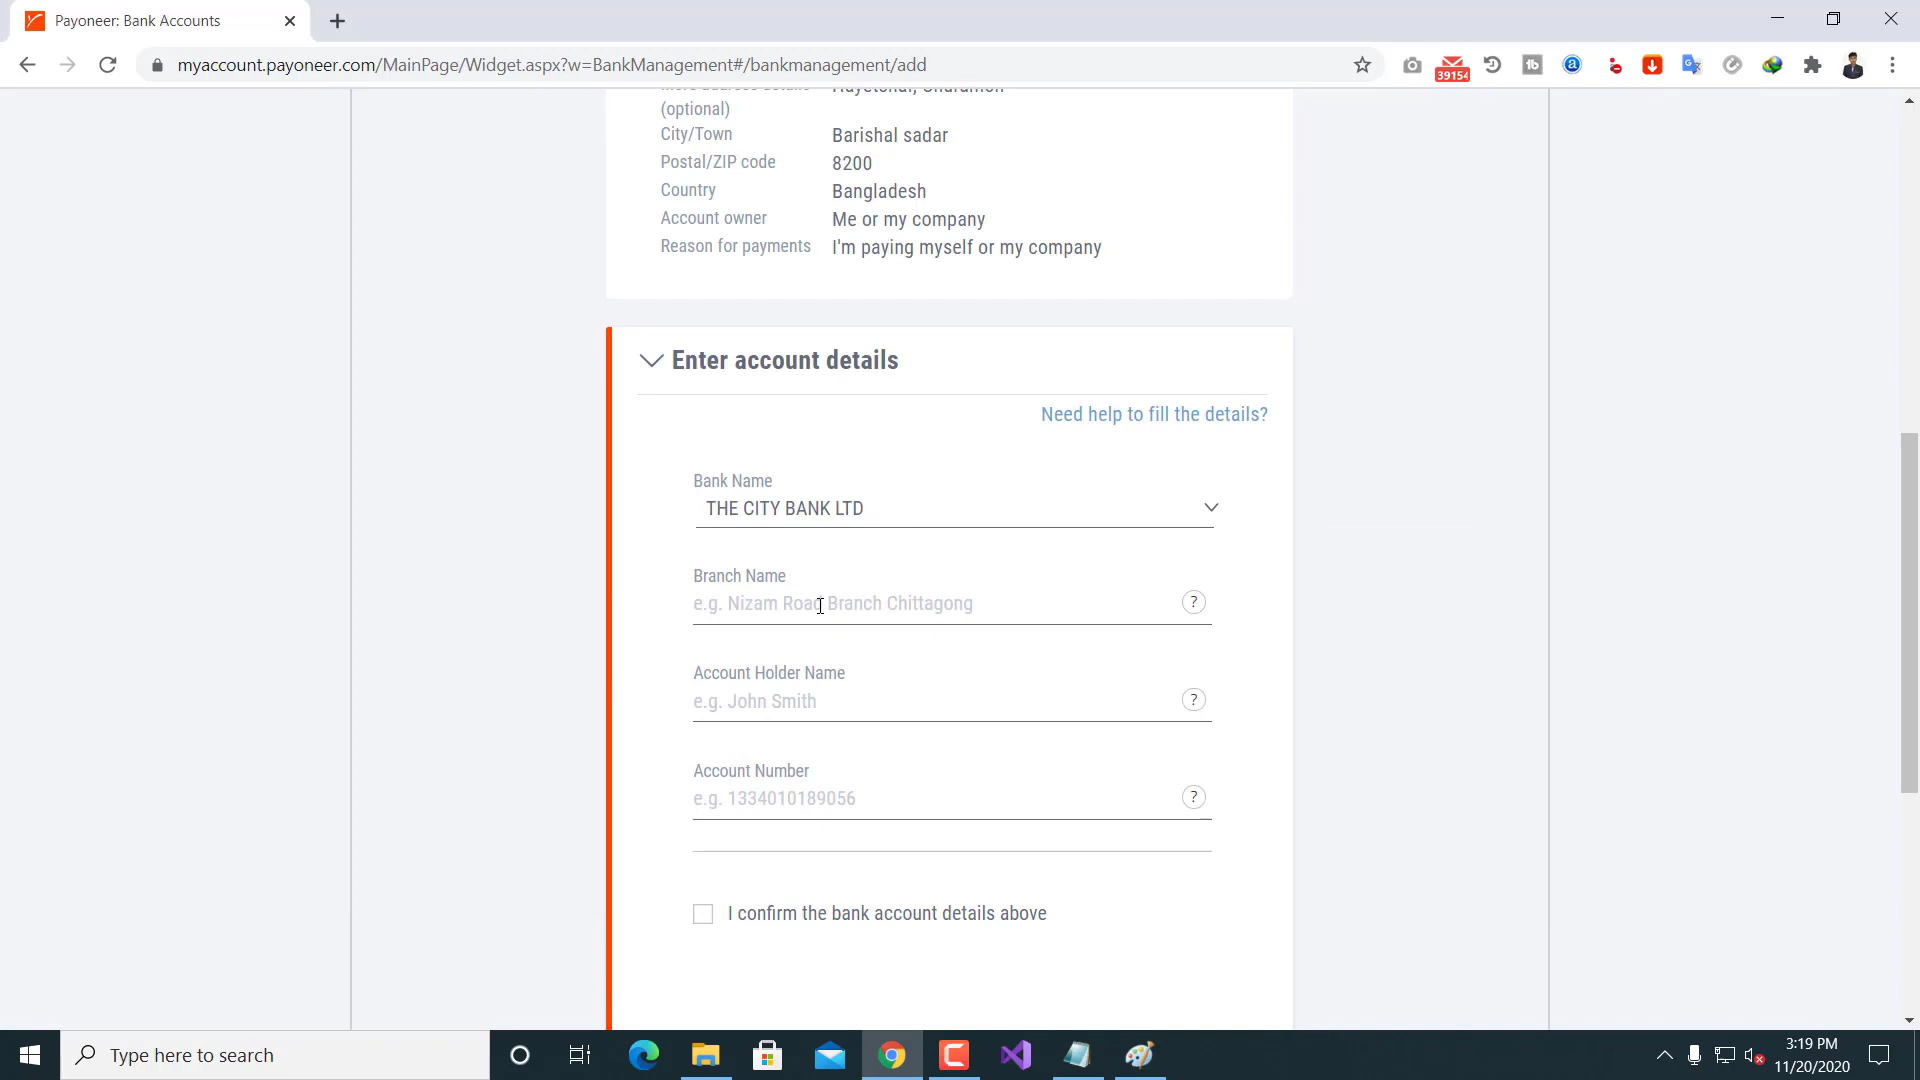 Payoneer: Bank Accounts
myaccount.payoneer.com/MainPage/Widget.aspx?w=BankManagement#/bankmanagement/add
39154
(optional)
City/Town Barishal sadar
Postal/ZIP code 8200
Country Bangladesh
Account owner Me or my company
Reason for payments I'm paying myself or my company
Enter account details
Need help to fill the details?
Bank Name
THE CITY BANK LTD
Branch Name
e.g. Nizam Road Branch Chittagong
?
Account Holder Name
e.g. John Smith
?
Account Number
e.g. 1334010189056
?
I confirm the bank account details above
Type here to search
3:19 PM
11/20/2020